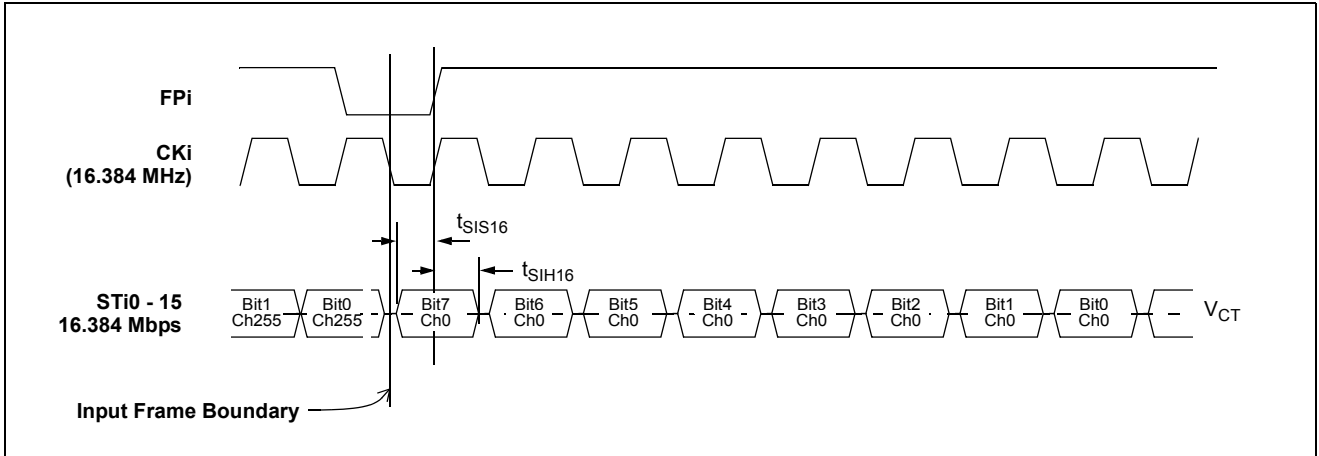 FPi
CKi
(16.384 MHz)
tSIS16
tSIH16
STi0 - 15
16.384 Mbps
Bit1
Ch255
Bit0
Ch255
Bit7
Ch0
Bit6
Ch0
Bit5
Ch0
Bit4
Ch0
Bit3
Ch0
Bit2
Ch0
Bit1
Ch0
Bit0
Ch0
VCT
Input Frame Boundary